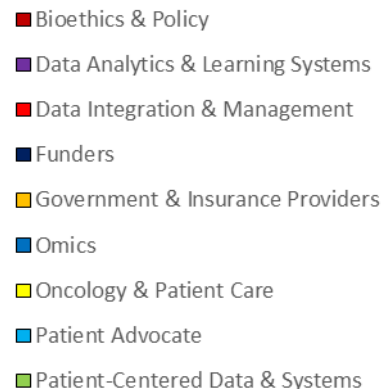 Bioethics & Policy
Data Analytics & Learning Systems
Data Integration & Management
Funders
Government & Insurance Providers
Omics
Oncology & Patient Care
Patient Advocate
Patient-Centered Data & Systems